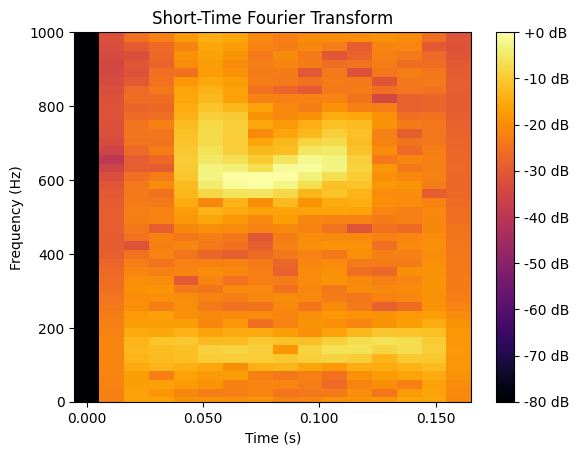 Short-Time Fourier Transform
1000
800
600
400
200
0
Frequency (Hz)
0.000
0.050
0.100
0.150
Time (s)
+0 dB
-10 dB
-20 dB
-30 dB
-40 dB
-50 dB
-60 dB
-70 dB
-80 dB